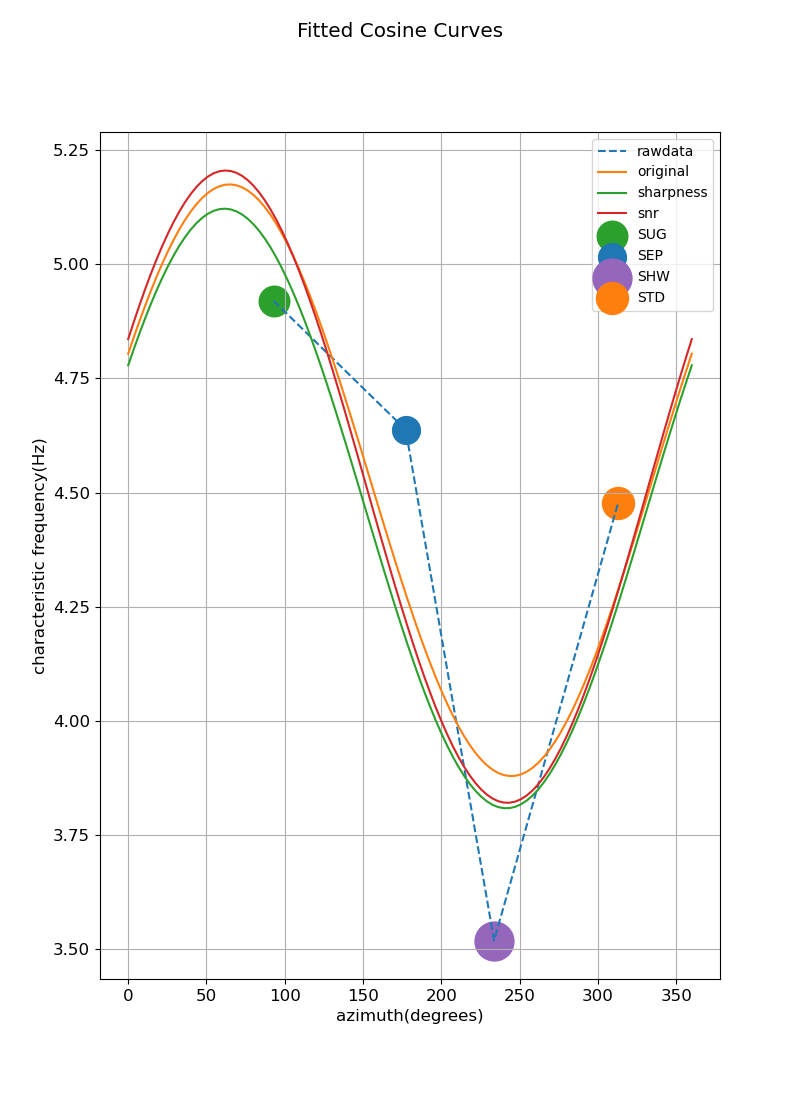 Fitted Cosine Curves
rawdata
original
sharpness
snr
SUG
SEP
SHW
STD
5.25
5.00
4.75
4.50
4.25
4.00
3.75
3.50
characteristic frequency(Hz)
0 50 100 150 200 250 300 350
azimuth(degrees)